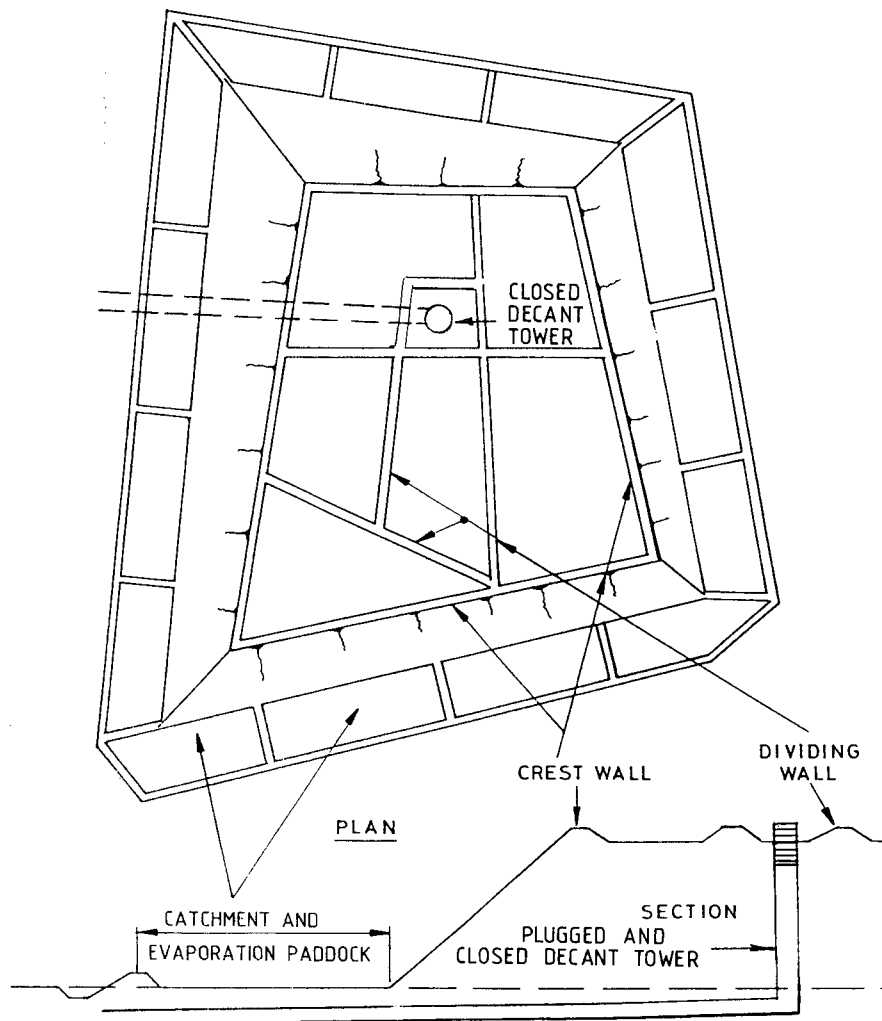 CLOSED
DECANT
TOWER
CREST WALL
DIVIDING
WALL
PLAN
CATCHMENT AND
EVAPORATION PADDOCK
SECTION
PLUGGED AND
CLOSED DECANT TOWER